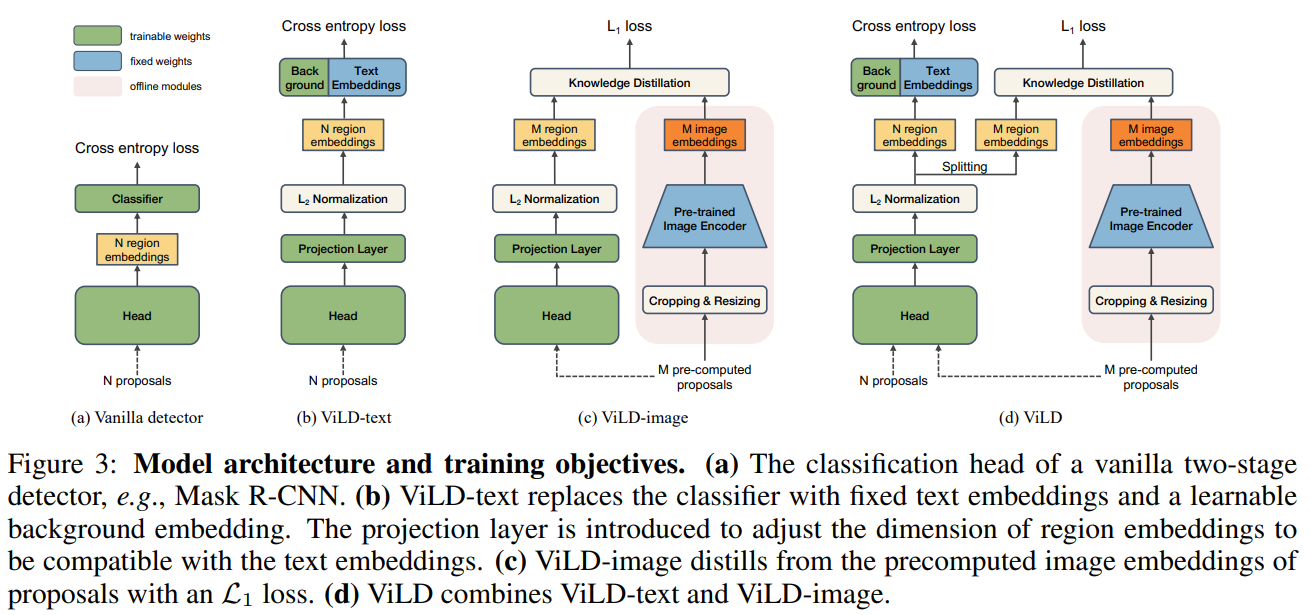 trainable weights
fixed weights
offline modules
Cross entropy loss
Classifier
N region
embeddings
Head
N proposals
(a) Vanilla detector
Cross entropy loss
Back
ground
Text
Embeddings
N region
embeddings
L₂ Normalization
Projection Layer
Head
N proposals
(b) ViLD-text
L₁ loss
Knowledge Distillation
M region
embeddings
M image
embeddings
L₂ Normalization
Pre-trained
Image Encoder
Projection Layer
Cropping & Resizing
Head
M pre-computed
proposals
(c) ViLD-image
Cross entropy loss
L₁ loss
Back
ground
Text
Embeddings
Knowledge Distillation
N region
embeddings
M region
embeddings
M image
embeddings
Splitting
L₂ Normalization
Pre-trained
Image Encoder
Projection Layer
Cropping & Resizing
Head
N proposals
M pre-computed
proposals
(d) ViLD
Figure 3: Model architecture and training objectives. (a) The classification head of a vanilla two-stage
detector, e.g., Mask R-CNN. (b) ViLD-text replaces the classifier with fixed text embeddings and a learnable
background embedding. The projection layer is introduced to adjust the dimension of region embeddings to
be compatible with the text embeddings. (c) ViLD-image distills from the precomputed image embeddings of
proposals with an ℒ₁ loss. (d) ViLD combines ViLD-text and ViLD-image.